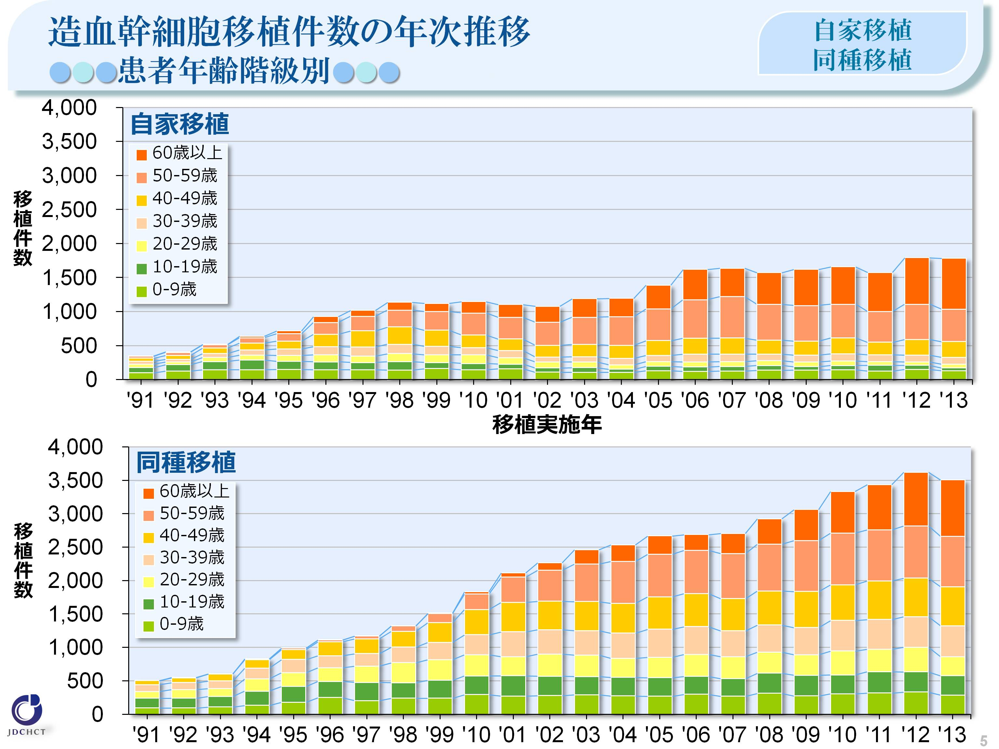 造血幹細胞移植件数の年次推移
患者年齢階級別
自家移植
同種移植
自家移植
60歳以上
50-59歳
40-49歳
30-39歳
20-29歳
10-19歳
0-9歳
移植件数
4,000
3,500
3,000
2,500
2,000
1,500
1,000
500
0
'91 '92 '93 '94 '95 '96 '97 '98 '99 '10 '01 '02 '03 '04 '05 '06 '07 '08 '09 '10 '11 '12 '13
移植実施年
同種移植
60歳以上
50-59歳
40-49歳
30-39歳
20-29歳
10-19歳
0-9歳
移植件数
4,000
3,500
3,000
2,500
2,000
1,500
1,000
500
0
'91 '92 '93 '94 '95 '96 '97 '98 '99 '10 '01 '02 '03 '04 '05 '06 '07 '08 '09 '10 '11 '12 '13
JDCHCT
5